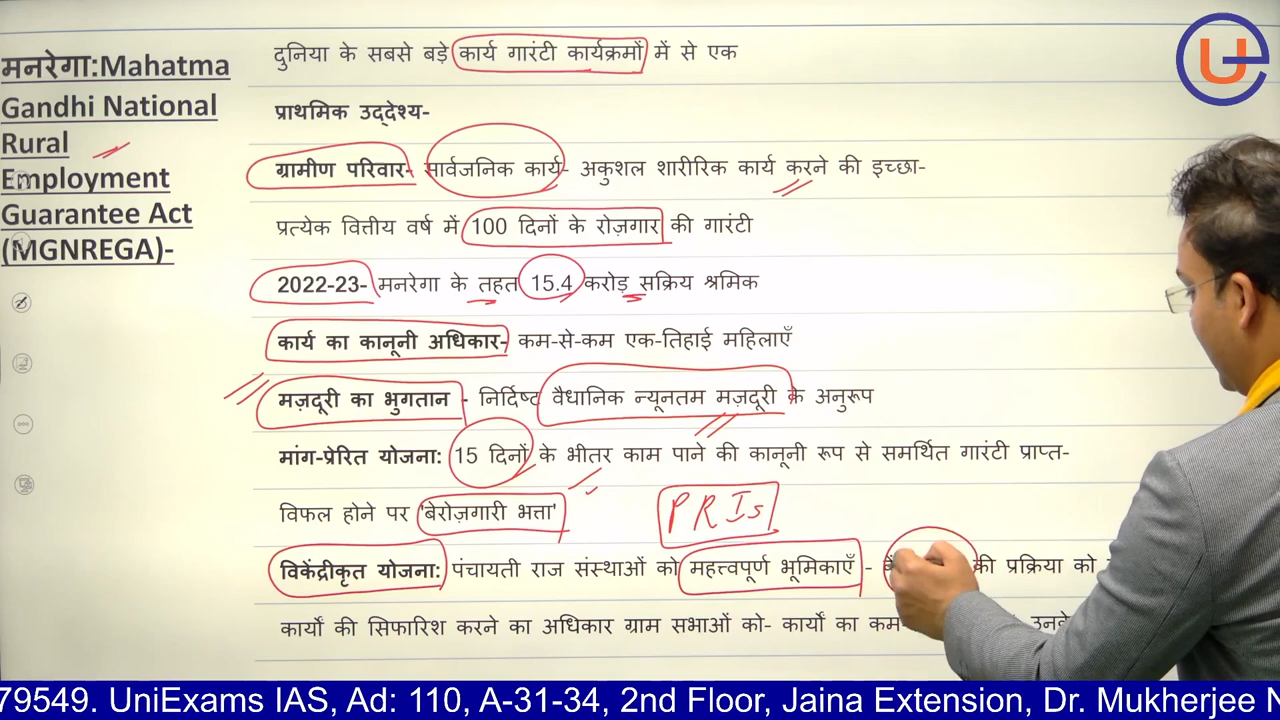 मनरेगा:Mahatma
Gandhi National
Rural
Employment
Guarantee Act
(MGNREGA)-
दुनिया के सबसे बड़े कार्य गारंटी कार्यक्रमों में से एक
प्राथमिक उद्देश्य-
ग्रामीण परिवार- सार्वजनिक कार्य- अकुशल शारीरिक कार्य करने की इच्छा-
प्रत्येक वित्तीय वर्ष में 100 दिनों के रोज़गार की गारंटी
2022-23- मनरेगा के तहत 15.4 करोड़ सक्रिय श्रमिक
कार्य का कानूनी अधिकार- कम-से-कम एक-तिहाई महिलाएँ
मज़दूरी का भुगतान - निर्दिष्ट वैधानिक न्यूनतम मज़दूरी के अनुरूप
मांग-प्रेरित योजना: 15 दिनों के भीतर काम पाने की कानूनी रूप से समर्थित गारंटी प्राप्त-
विफल होने पर 'बेरोज़गारी भत्ता'
PRIs
विकेंद्रीकृत योजना: पंचायती राज संस्थाओं को महत्त्वपूर्ण भूमिकाएँ - की प्रक्रिया को
कार्यों की सिफारिश करने का अधिकार ग्राम सभाओं को- कार्यों का कम-
79549. UniExams IAS, Ad: 110, A-31-34, 2nd Floor, Jaina Extension, Dr. Mukherjee N